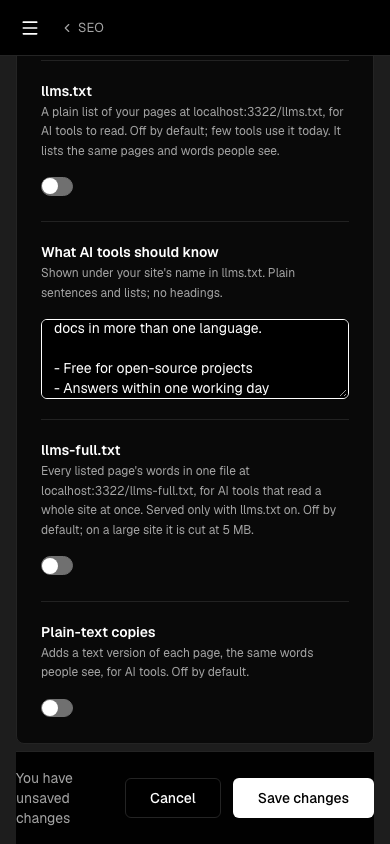 SEO
llms.txt
A plain list of your pages at localhost:3322/llms.txt, for
AI tools to read. Off by default; few tools use it today. It
lists the same pages and words people see.
What AI tools should know
Shown under your site's name in llms.txt. Plain
sentences and lists; no headings.
docs in more than one language.
- Free for open-source projects
- Answers within one working day
llms-full.txt
Every listed page's words in one file at
localhost:3322/llms-full.txt, for AI tools that read a
whole site at once. Served only with llms.txt on. Off by
default; on a large site it is cut at 5 MB.
Plain-text copies
Adds a text version of each page, the same words
people see, for AI tools. Off by default.
You have
unsaved
changes
Cancel
Save changes